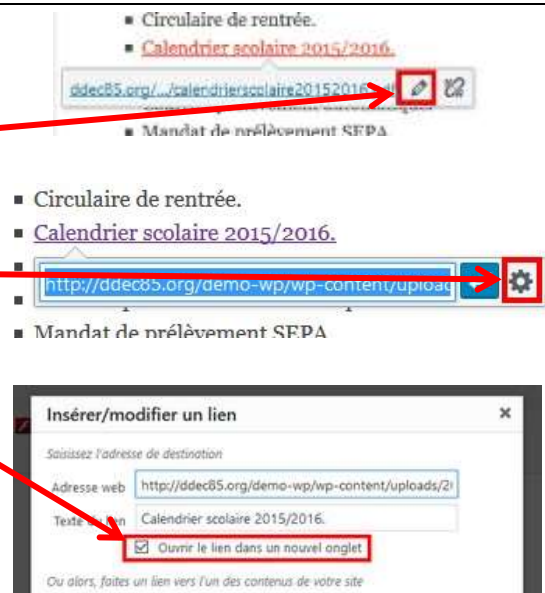 ▪ Circulaire de rentrée.
▪ Calendrier scolaire 2015/2016.
ddec85.org/.../calendrierscolaire20152016
▪ Mandat de prélèvement SEPA
▪ Circulaire de rentrée.
▪ Calendrier scolaire 2015/2016.
http://ddec85.org/demo-wp/wp-content/upload
▪ Mandat de prélèvement SEPA
Insérer/modifier un lien
Saisissez l'adresse de destination
Adresse web http://ddec85.org/demo-wp/wp-content/uploads/2
Texte du lien Calendrier scolaire 2015/2016.
Ouvrir le lien dans un nouvel onglet
Ou alors, faites un lien vers l'un des contenus de votre site